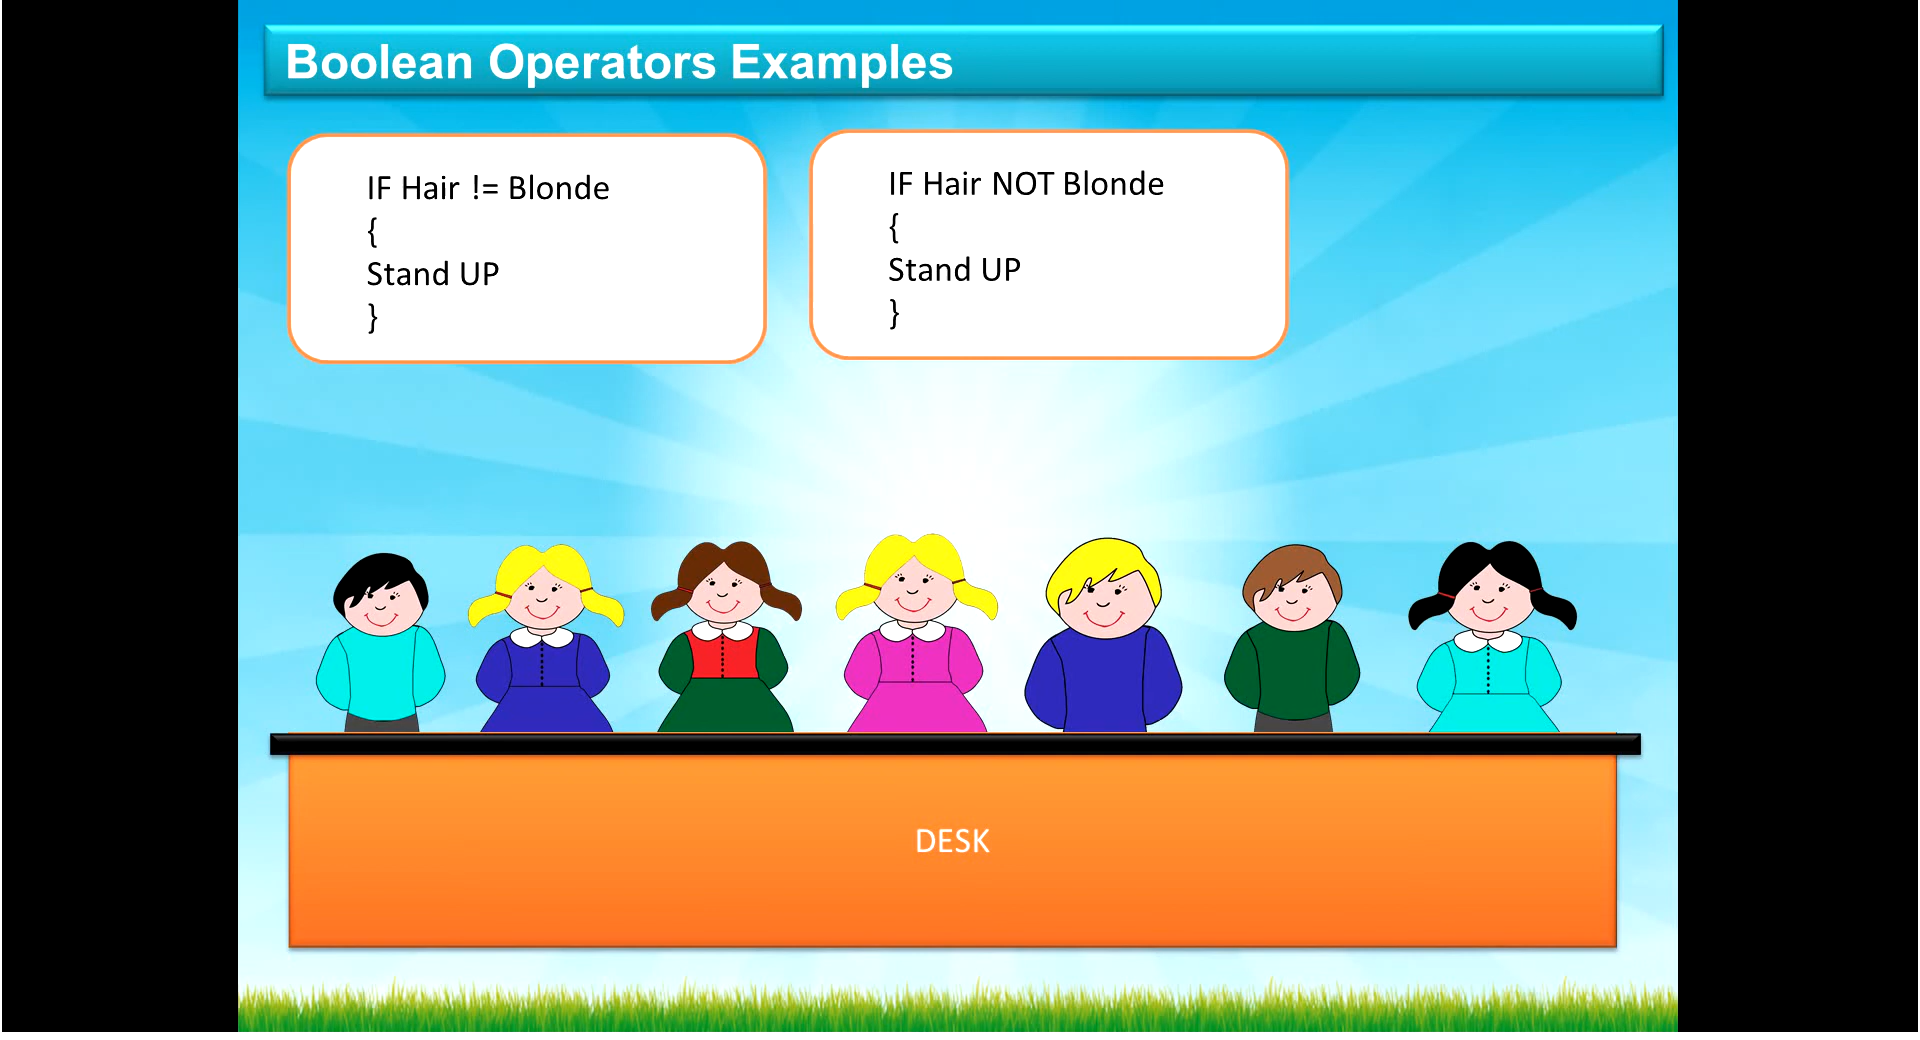 Boolean Operators Examples
IF Hair != Blonde
{
Stand UP
}
IF Hair NOT Blonde
{
Stand UP
}
DESK